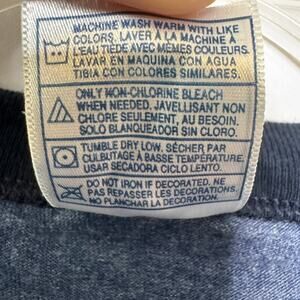 MACHINE WASH WARM WITH LIKE
COLORS. LAVER À LA MACHINE À
L'EAU TIÈDE AVEC MÊMES COULEURS.
LAVAR EN MAQUINA CON AGUA
TIBIA CON COLORES SIMILARES.
ONLY NON-CHLORINE BLEACH
WHEN NEEDED. JAVELLISANT NON
CHLORE SEULEMENT, AU BESOIN.
SOLO BLANQUEADOR SIN CLORO.
TUMBLE DRY LOW. SÉCHER PAR
CULBUTAGE À BASSE TEMPÉRATURE.
USAR SECADORA CICLO LENTO.
DO NOT IRON IF DECORATED. NE
PAS REPASSER LES DECORATIONS.
NO PLANCHAR LA DECORACION.